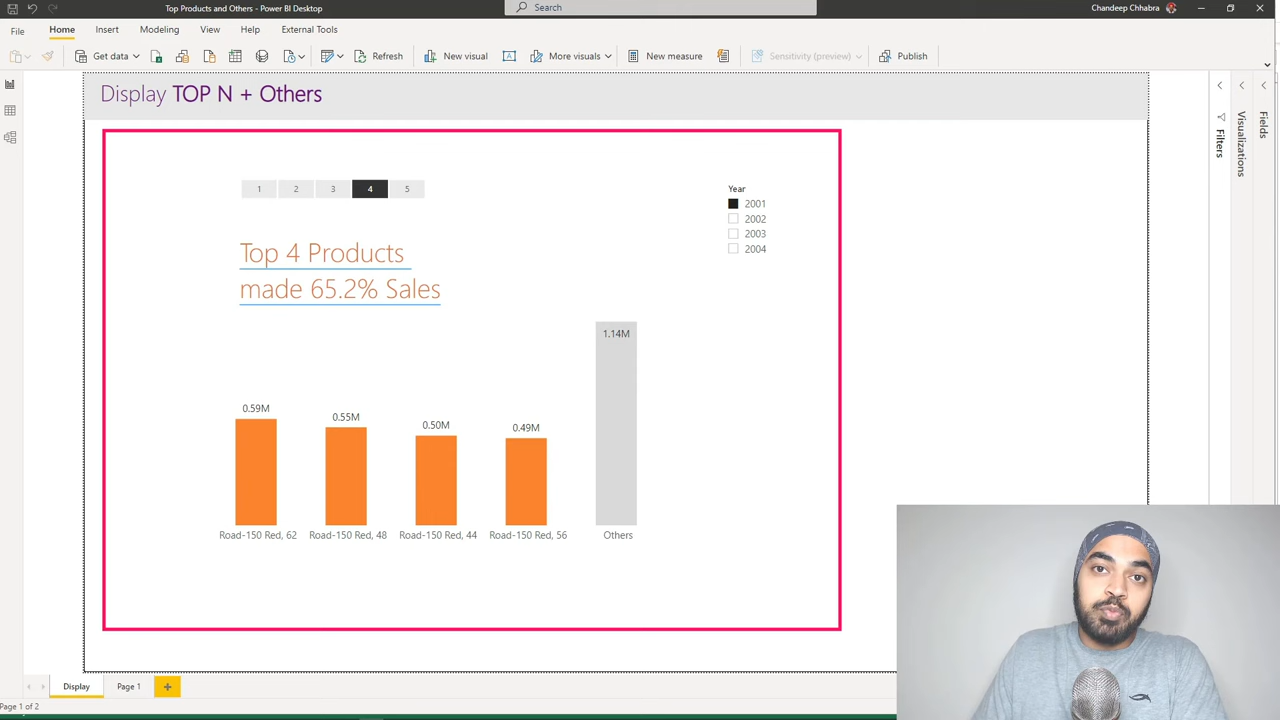 Top Products and Others - Power BI Desktop
Search
Chandeep Chhabra
File
Home
Insert
Modeling
View
Help
External Tools
Get data
Refresh
New visual
More visuals
New measure
Sensitivity (preview)
Publish
Display TOP N + Others
Filters
Visualizations
Fields
1 2 3 4 5
Year
2001
2002
2003
2004
Top 4 Products
made 65.2% Sales
1.14M
0.59M
0.55M
0.50M
0.49M
Road-150 Red, 62
Road-150 Red, 48
Road-150 Red, 44
Road-150 Red, 56
Others
Display
Page 1
Page 1 of 2